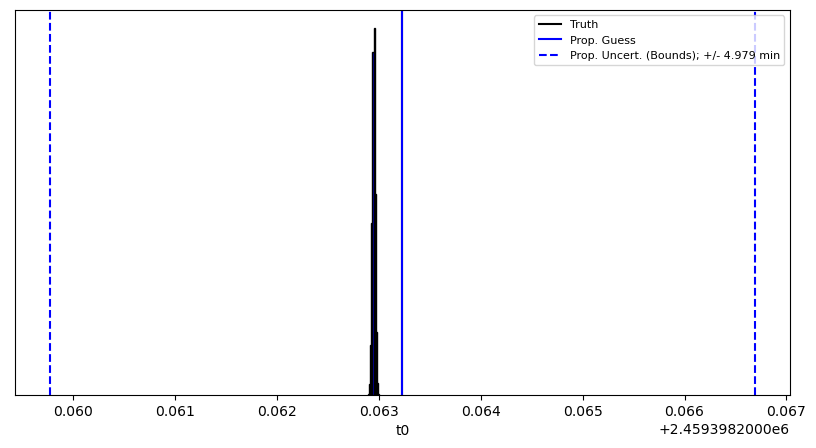 Truth
Prop. Guess
Prop. Uncert. (Bounds); +/- 4.979 min
0.060 0.061 0.062 0.063 0.064 0.065 0.066 0.067
t0
+2.4593982000e6